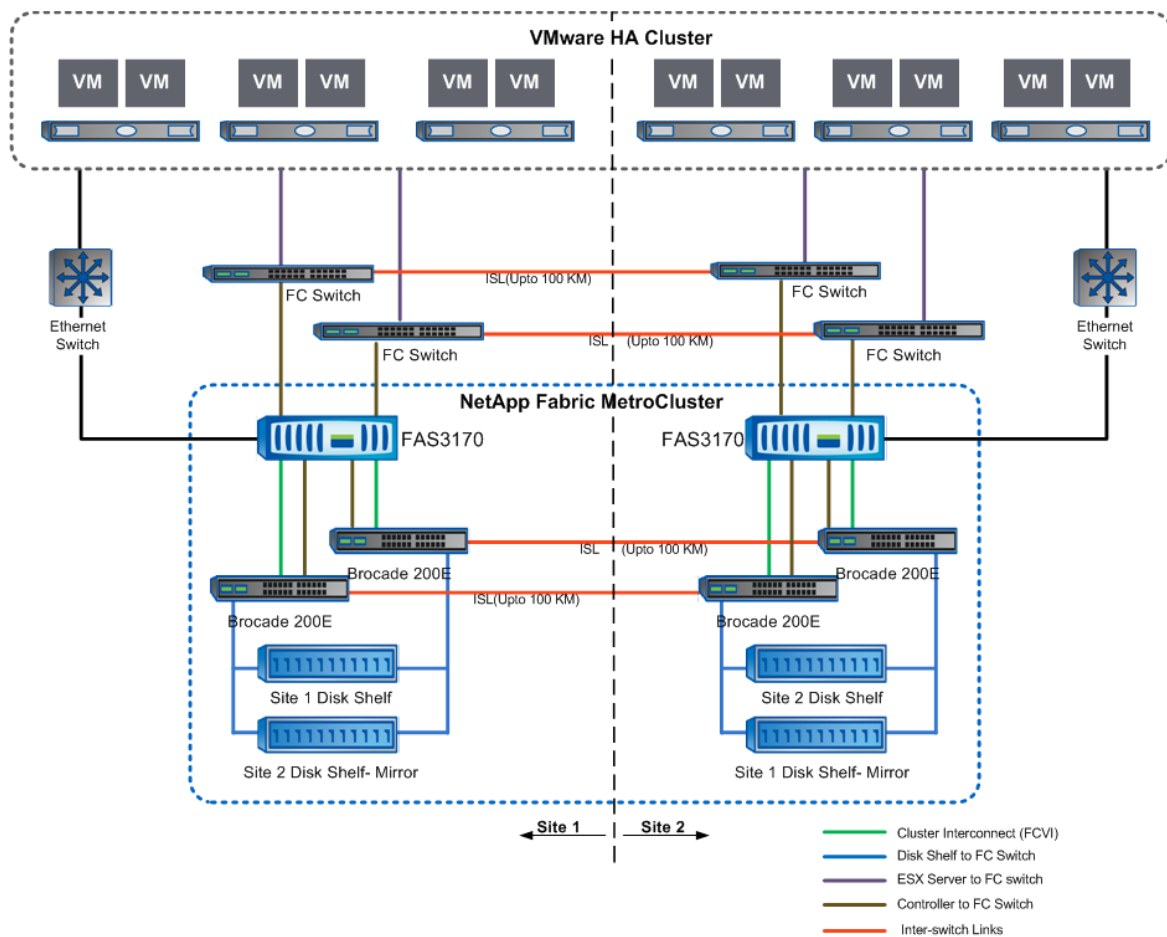 VMware HA Cluster
VM VM VM VM VM VM VM VM VM VM VM VM
ISL(Upto 100 KM)
FC Switch FC Switch
Ethernet
Switch
Ethernet
Switch
ISL (Upto 100 KM)
FC Switch FC Switch
NetApp Fabric MetroCluster
FAS3170 FAS3170
ISL (Upto 100 KM)
Brocade 200E Brocade 200E
ISL(Upto 100 KM)
Brocade 200E Brocade 200E
Site 1 Disk Shelf Site 2 Disk Shelf
Site 2 Disk Shelf- Mirror Site 1 Disk Shelf- Mirror
Site 1 Site 2
Cluster Interconnect (FCVI)
Disk Shelf to FC Switch
ESX Server to FC switch
Controller to FC Switch
Inter-switch Links